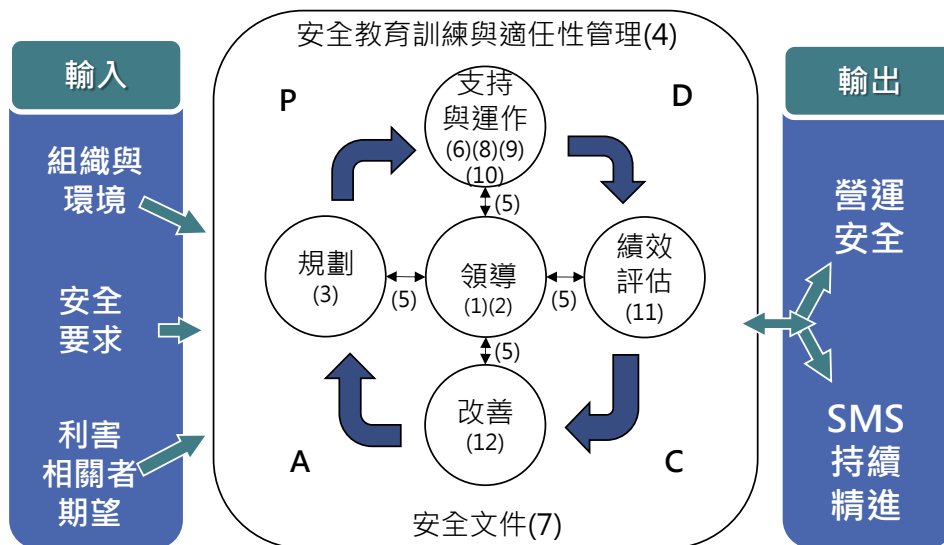 安全教育訓練與適任性管理(4)
輸入
組織與
環境
安全
要求
利害
相關者
期望
P
D
支持
與運作
(6)(8)(9)
(10)
(5)
規劃
(3)
(5)
領導
(1)(2)
(5)
績效
評估
(11)
(5)
改善
(12)
A
C
安全文件(7)
輸出
營運
安全
SMS
持續
精進